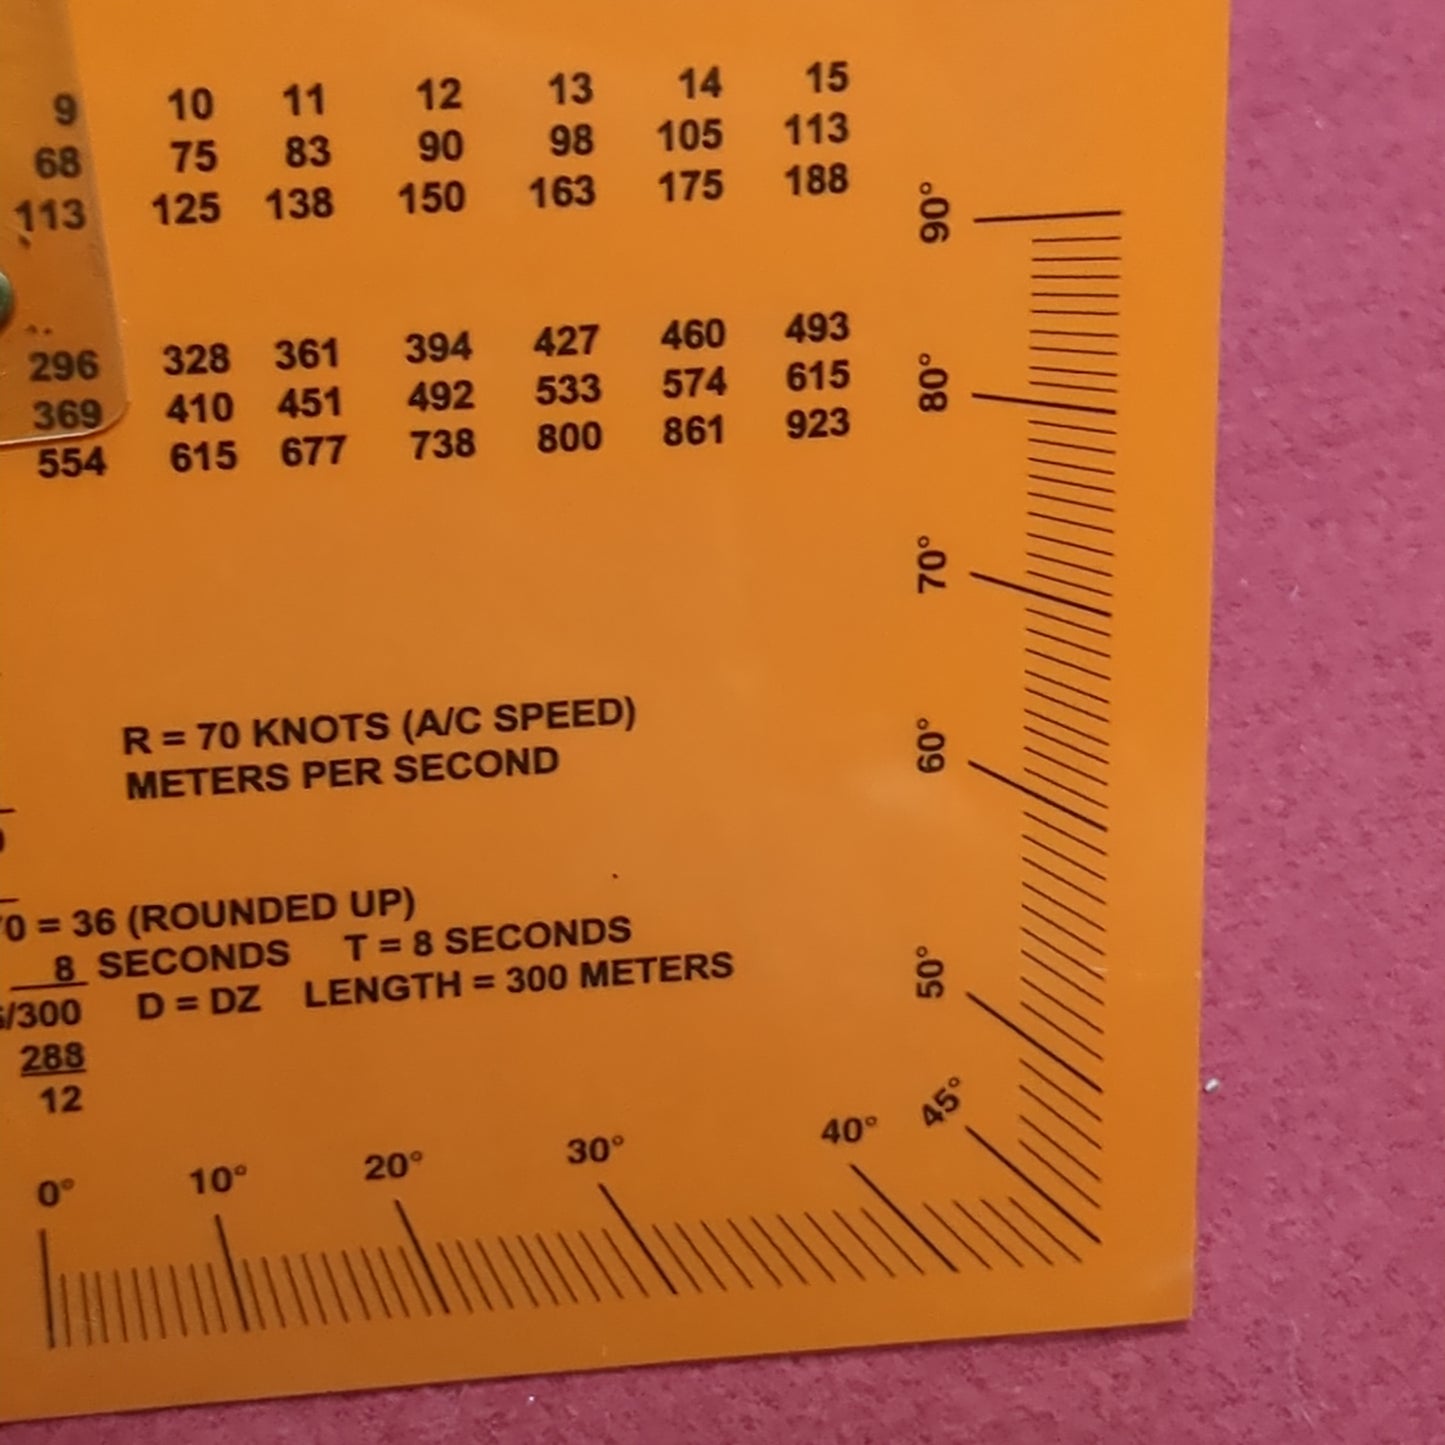 9 10 11 12 13 14 15
68 75 83 90 98 105 113
113 125 138 150 163 175 188
296 328 361 394 427 460 493
369 410 451 492 533 574 615
554 615 677 738 800 861 923
90°
80°
70°
R = 70 KNOTS (A/C SPEED)
METERS PER SECOND
60°
0 = 36 (ROUNDED UP)
8 SECONDS T = 8 SECONDS
/300 D = DZ LENGTH = 300 METERS
288
12
50°
45°
0° 10° 20° 30° 40°